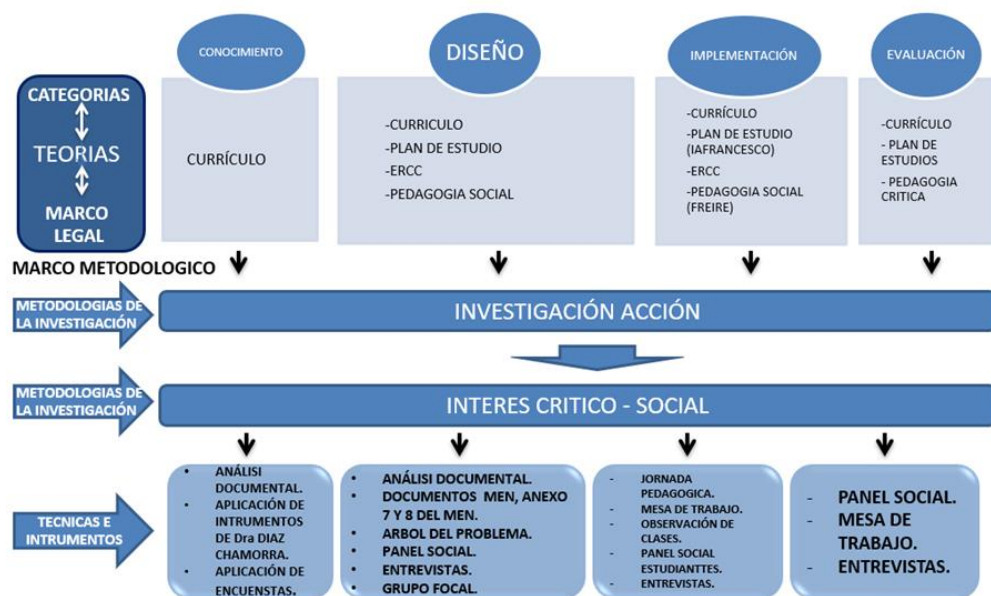 CONOCIMIENTO
DISEÑO
IMPLEMENTACIÓN
EVALUACIÓN
CATEGORIAS
TEORIAS
MARCO
LEGAL
CURRÍCULO
-CURRICULO
-PLAN DE ESTUDIO
-ERCC
-PEDAGOGIA SOCIAL
-CURRÍCULO
-PLAN DE ESTUDIO
(IAFRANCESCO)
-ERCC
-PEDAGOGIA SOCIAL
(FREIRE)
-CURRÍCULO
- PLAN DE
ESTUDIOS
- PEDAGOGIA
CRITICA
MARCO METODOLOGICO
METODOLOGIAS DE
LA INVESTIGACIÓN
INVESTIGACIÓN ACCIÓN
METODOLOGIAS DE
LA INVESTIGACIÓN
INTERES CRITICO - SOCIAL
TECNICAS E
INTRUMENTOS
• ANÁLISI
DOCUMENTAL.
• APLICACIÓN DE
INTRUMENTOS
DE Dra DIAZ
CHAMORRA.
• APLICACIÓN DE
ENCUENSTAS.
• ANÁLISI DOCUMENTAL.
• DOCUMENTOS MEN, ANEXO
7 Y 8 DEL MEN.
• ARBOL DEL PROBLEMA.
• PANEL SOCIAL.
• ENTREVISTAS.
• GRUPO FOCAL.
- JORNADA
PEDAGOGICA.
- MESA DE TRABAJO.
- OBSERVACIÓN DE
CLASES.
- PANEL SOCIAL
ESTUDIANTTES.
- ENTREVISTAS.
- PANEL SOCIAL.
- MESA DE
TRABAJO.
- ENTREVISTAS.